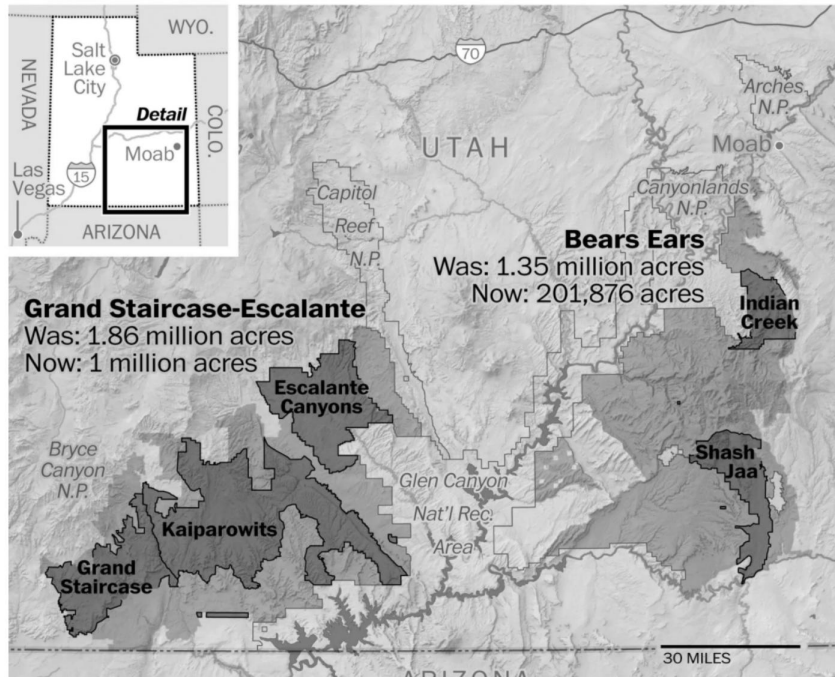 WYO.
Salt
Lake
City
NEVADA
Detail
COLO.
Moab
15
Las
Vegas
ARIZONA
70
UTAH
Arches
N.P.
Moab
Canyonlands
N.P.
Capitol
Reef
N.P.
Bears Ears
Was: 1.35 million acres
Now: 201,876 acres
Indian
Creek
Grand Staircase-Escalante
Was: 1.86 million acres
Now: 1 million acres
Escalante
Canyons
Bryce
Canyon
N.P.
Shash
Jaa’
Glen Canyon
Nat’l Rec.
Area
Kaiparowits
Grand
Staircase
30 MILES
ARIZONA